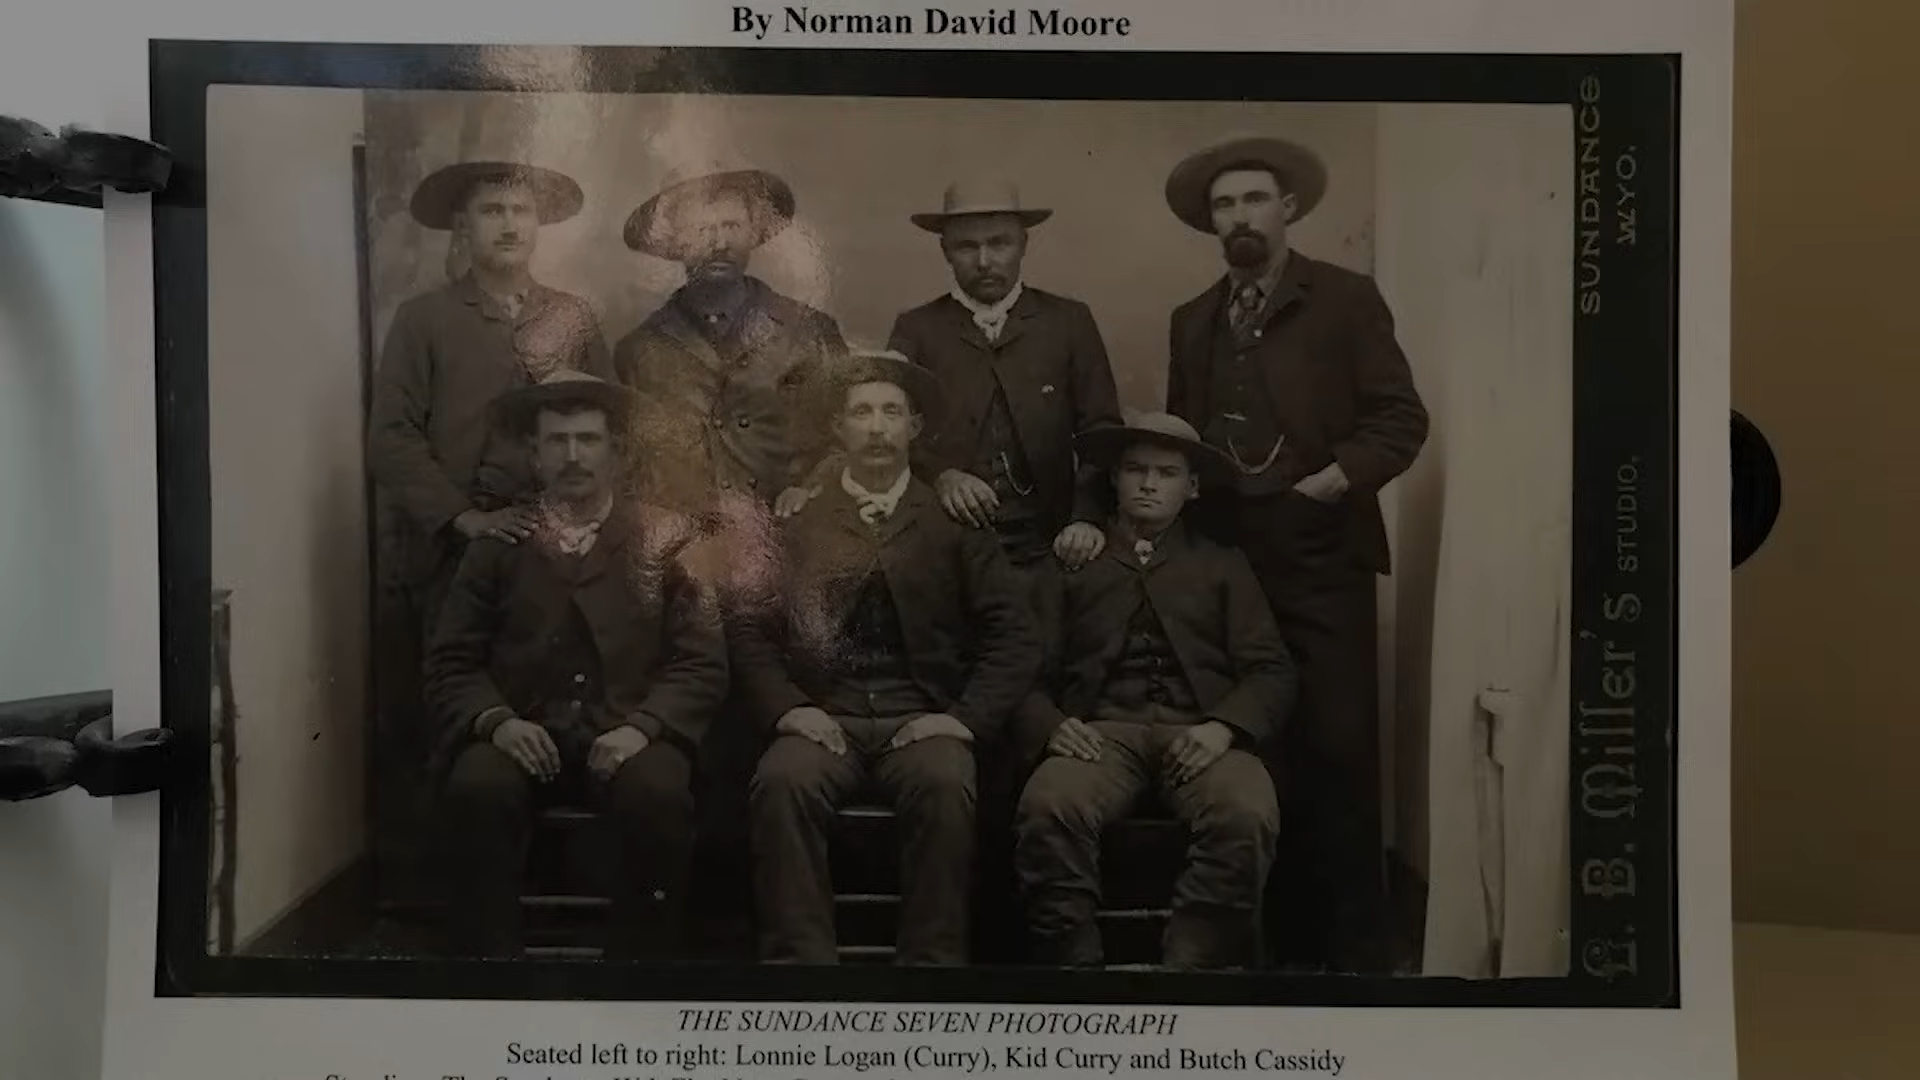 By Norman David Moore
SUNDANCE
WYO.
B. Miller's STUDIO,
THE SUNDANCE SEVEN PHOTOGRAPH
Seated left to right: Lonnie Logan (Curry), Kid Curry and Butch Cassidy